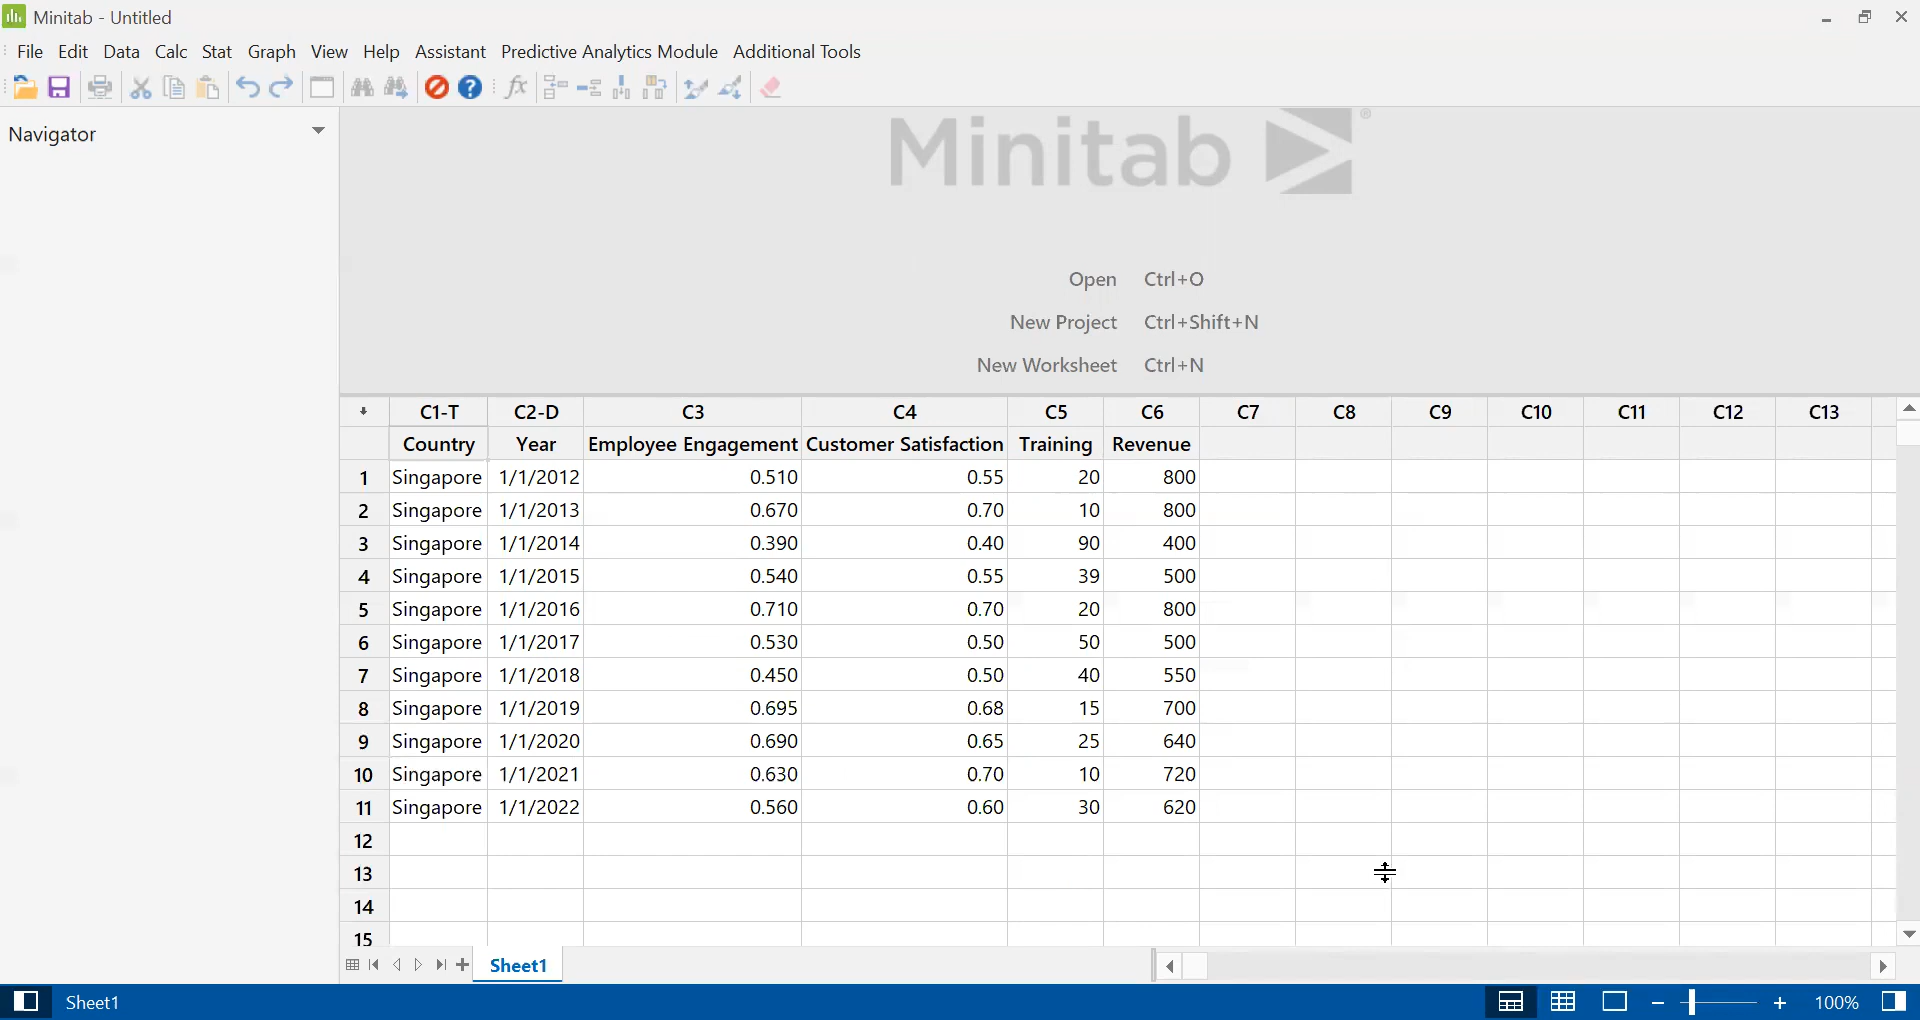 Minitab - Untitled
File Edit Data Calc Stat Graph View Help Assistant Predictive Analytics Module Additional Tools
Navigator
Minitab ®
Open Ctrl+O
New Project Ctrl+Shift+N
New Worksheet Ctrl+N
C1-T C2-D C3 C4 C5 C6 C7 C8 C9 C10 C11 C12 C13
Country Year Employee Engagement Customer Satisfaction Training Revenue
1 Singapore 1/1/2012 0.510 0.55 20 800
2 Singapore 1/1/2013 0.670 0.70 10 800
3 Singapore 1/1/2014 0.390 0.40 90 400
4 Singapore 1/1/2015 0.540 0.55 39 500
5 Singapore 1/1/2016 0.710 0.70 20 800
6 Singapore 1/1/2017 0.530 0.50 50 500
7 Singapore 1/1/2018 0.450 0.50 40 550
8 Singapore 1/1/2019 0.695 0.68 15 700
9 Singapore 1/1/2020 0.690 0.65 25 640
10 Singapore 1/1/2021 0.630 0.70 10 720
11 Singapore 1/1/2022 0.560 0.60 30 620
12
13
14
15
Sheet1
Sheet1 100%